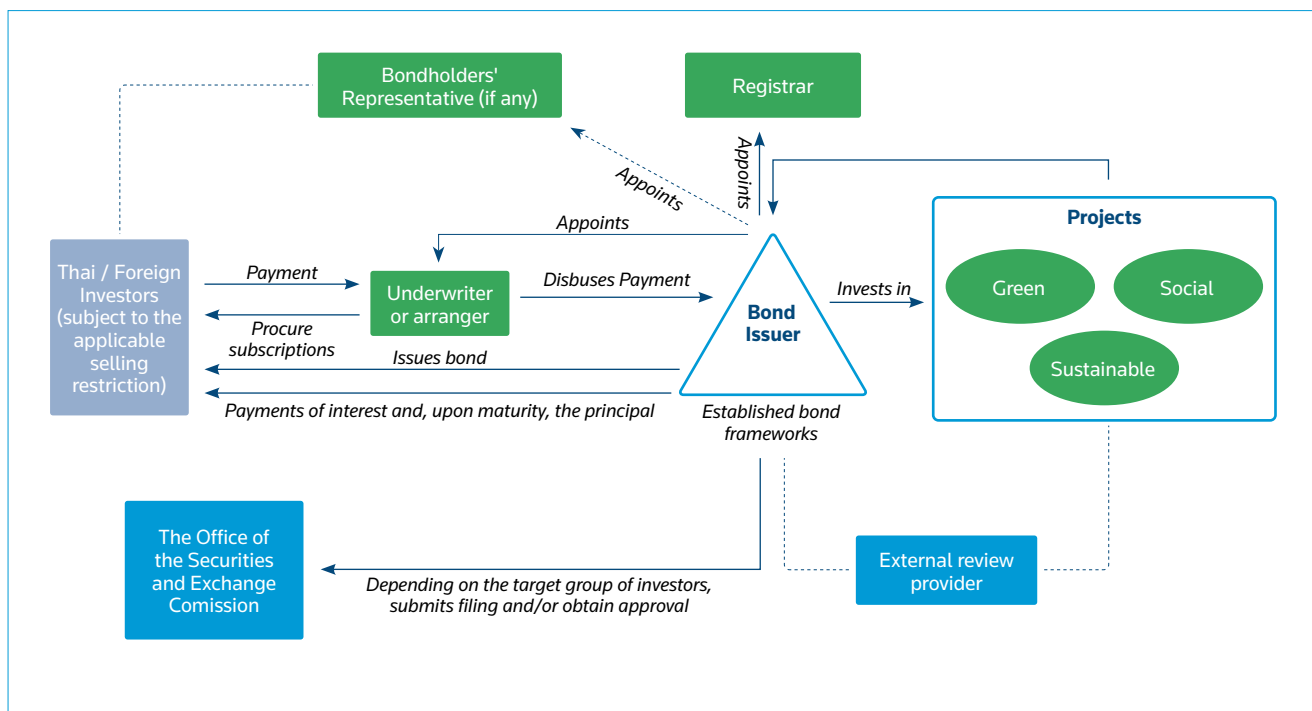 Bondholders'
Representative (if any)
Registrar
Appoints
Appoints
Appoints
Projects
Green
Social
Sustainable
Thai / Foreign
Investors
(subject to the
applicable
selling
restriction)
Payment
Underwriter
or arranger
Disbuses Payment
Bond
Issuer
Invests in
Procure
subscriptions
Issues bond
Payments of interest and, upon maturity, the principal
Established bond
frameworks
The Office of
the Securities
and Exchange
Comission
Depending on the target group of investors,
submits filing and/or obtain approval
External review
provider